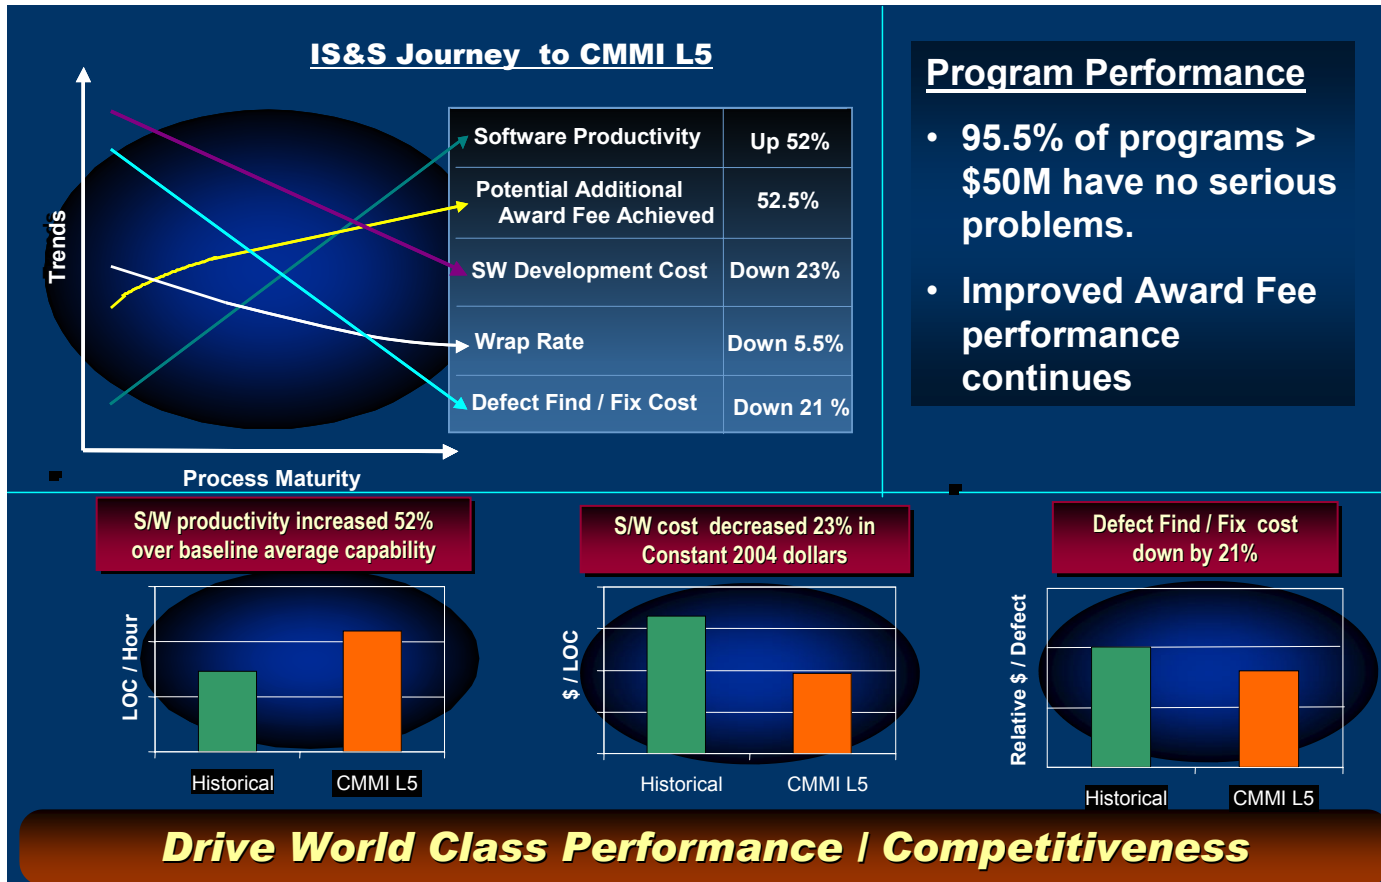 IS&S Journey  to CMMI L5
Trends
Process Maturity
Software Productivity
Up 52%
Potential Additional
Award Fee Achieved
52.5%
SW Development Cost
Down 23%
Wrap Rate
Down 5.5%
Defect Find / Fix Cost
Down 21 %
Program Performance
• 95.5% of programs >
$50M have no serious
problems.
• Improved Award Fee
performance
continues
S/W productivity increased 52%
over baseline average capability
LOC / Hour
Historical
CMMI L5
S/W cost  decreased 23% in
Constant 2004 dollars
$ / LOC
Historical
CMMI L5
Defect Find / Fix  cost
down by 21%
Relative $ / Defect
Historical
CMMI L5
Drive World Class Performance / Competitiveness